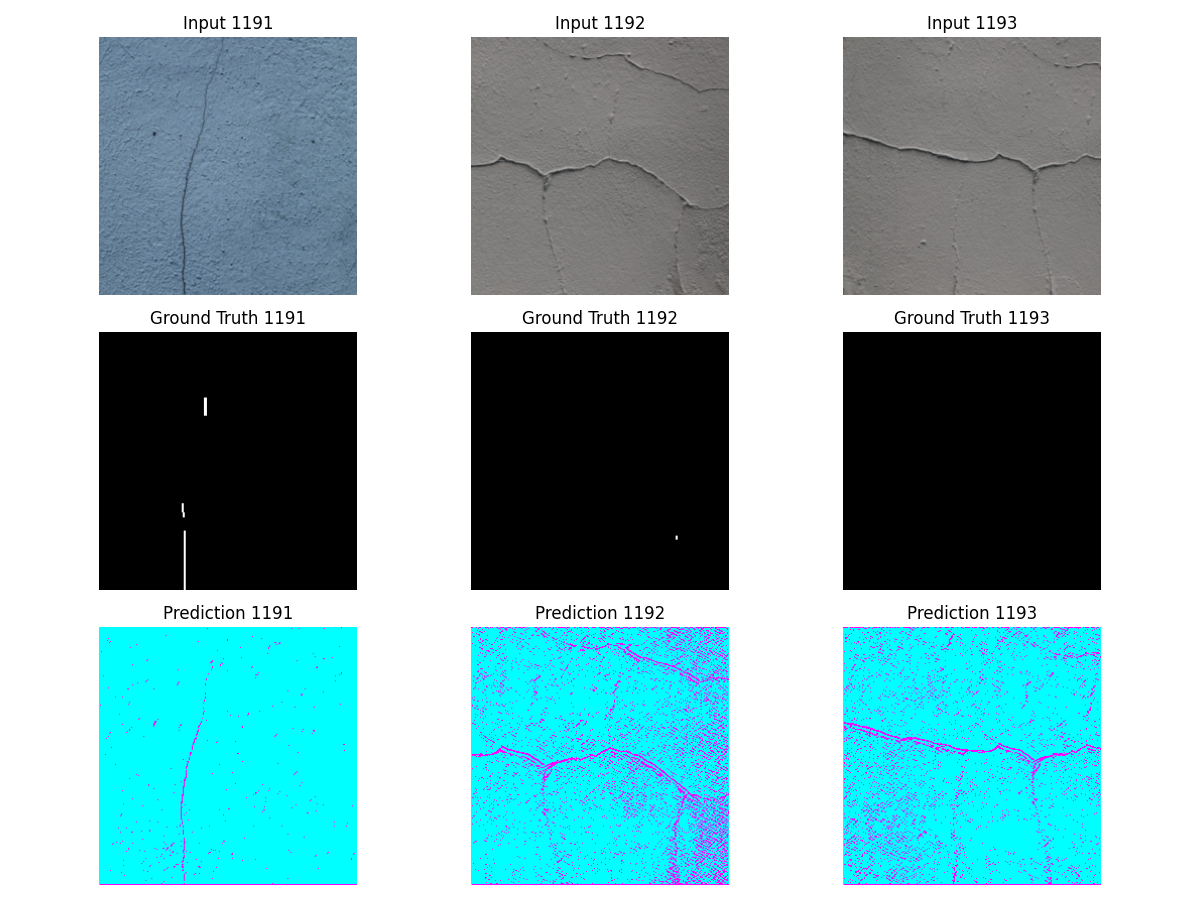 Input 1191
Input 1192
Input 1193
Ground Truth 1191
Ground Truth 1192
Ground Truth 1193
Prediction 1191
Prediction 1192
Prediction 1193